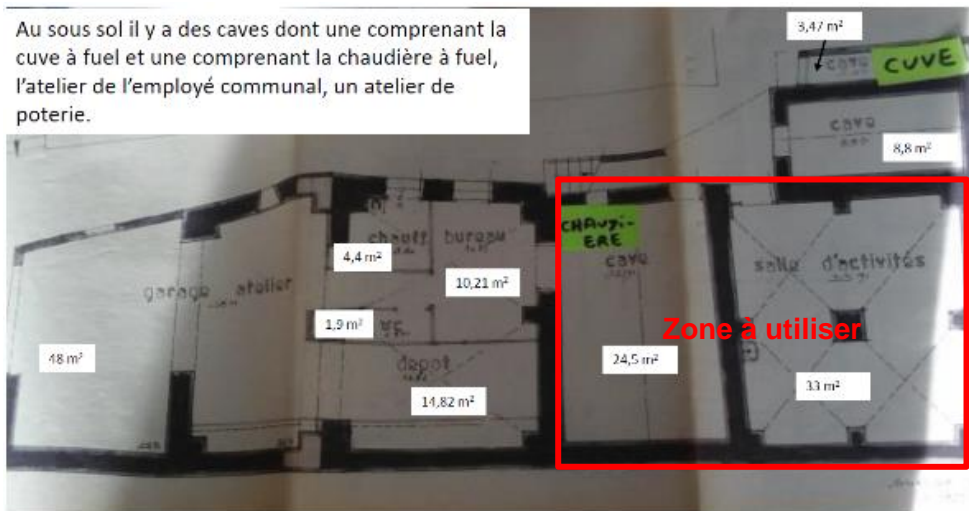 Au sous sol il y a des caves dont une comprenant la
cuve à fuel et une comprenant la chaudière à fuel,
l'atelier de l'employé communal, un atelier de
poterie.
3,47 m²
cave
CUVE
cave
8,8 m²
CHAUDI-
ERE
chauff
bureau
cave
salle d'activités
4,4 m²
10,21 m²
garage atelier
1,9 m²
WC
Zone à utiliser
48 m²
depot
24,5 m²
33 m²
14,82 m²